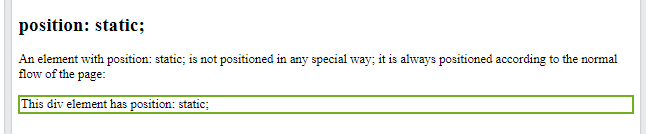 position: static;
An element with position: static; is not positioned in any special way; it is always positioned according to the normal
flow of the page:
This div element has position: static;